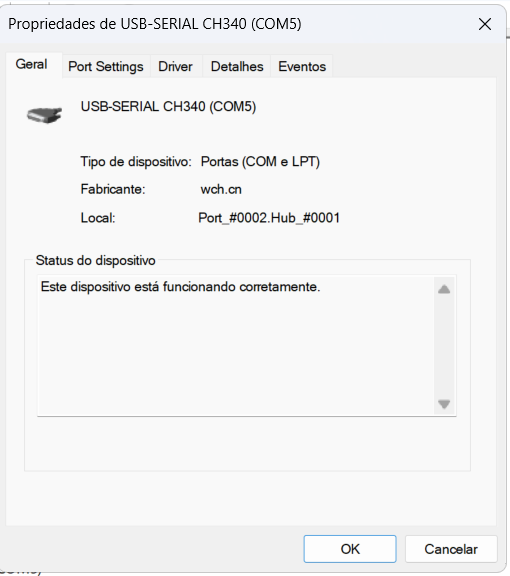 Propriedades de USB-SERIAL CH340 (COM5)
Geral Port Settings Driver Detalhes Eventos
USB-SERIAL CH340 (COM5)
Tipo de dispositivo: Portas (COM e LPT)
Fabricante: wch.cn
Local: Port_#0002.Hub_#0001
Status do dispositivo
Este dispositivo está funcionando corretamente.
OK Cancelar